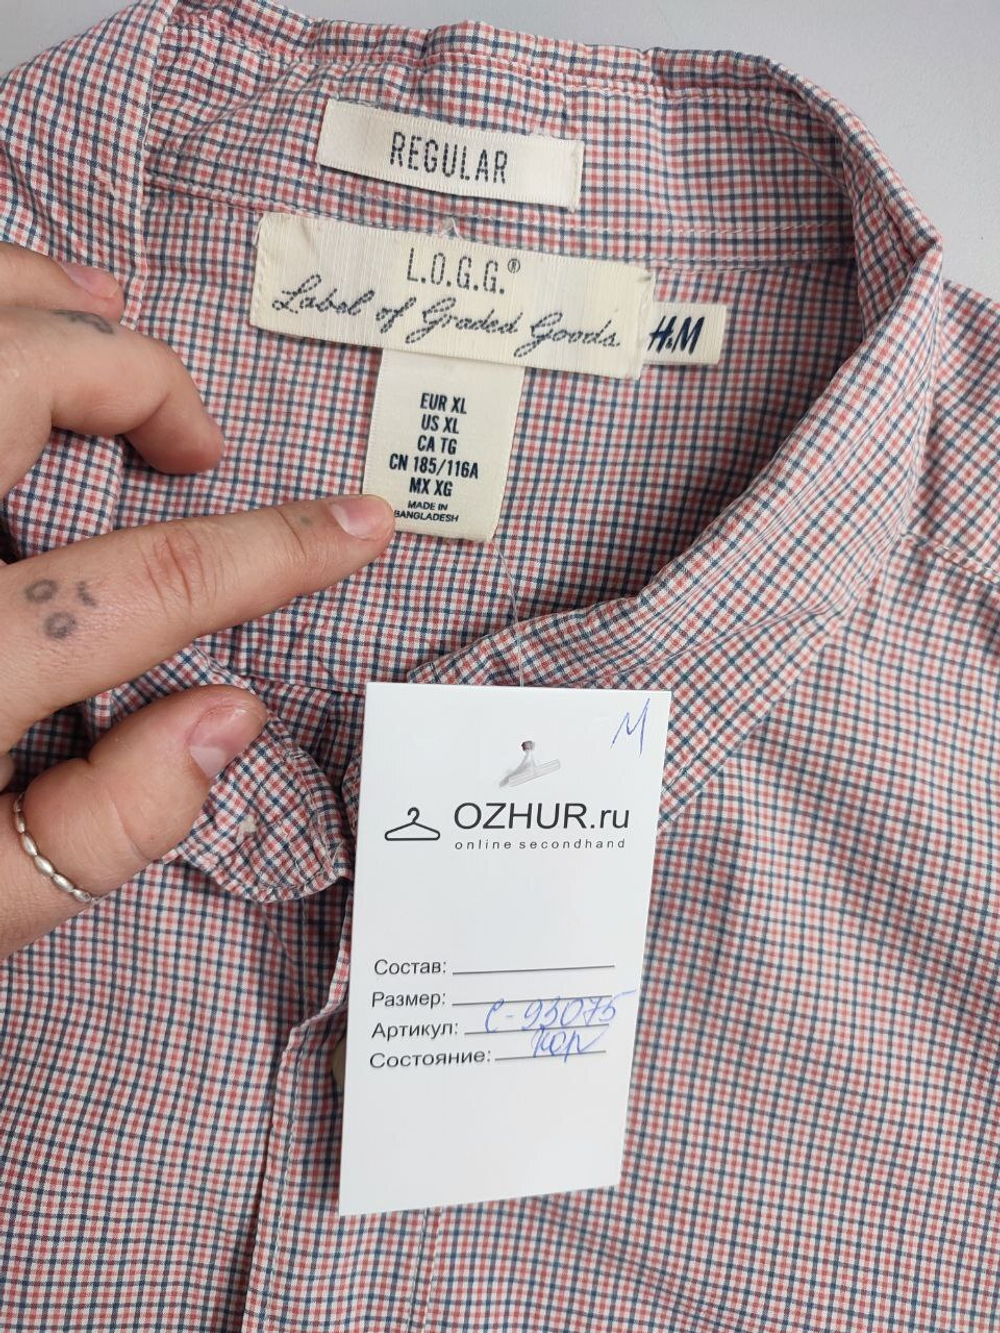 REGULAR
L.O.G.G.®
Label of Graded Goods.
H&M
EUR XL
US XL
CA TG
CN 185/116A
MX XG
MADE IN
BANGLADESH
М
OZHUR.ru
online secondhand
Состав:
Размер:
Артикул: С-93075
Состояние: Хор